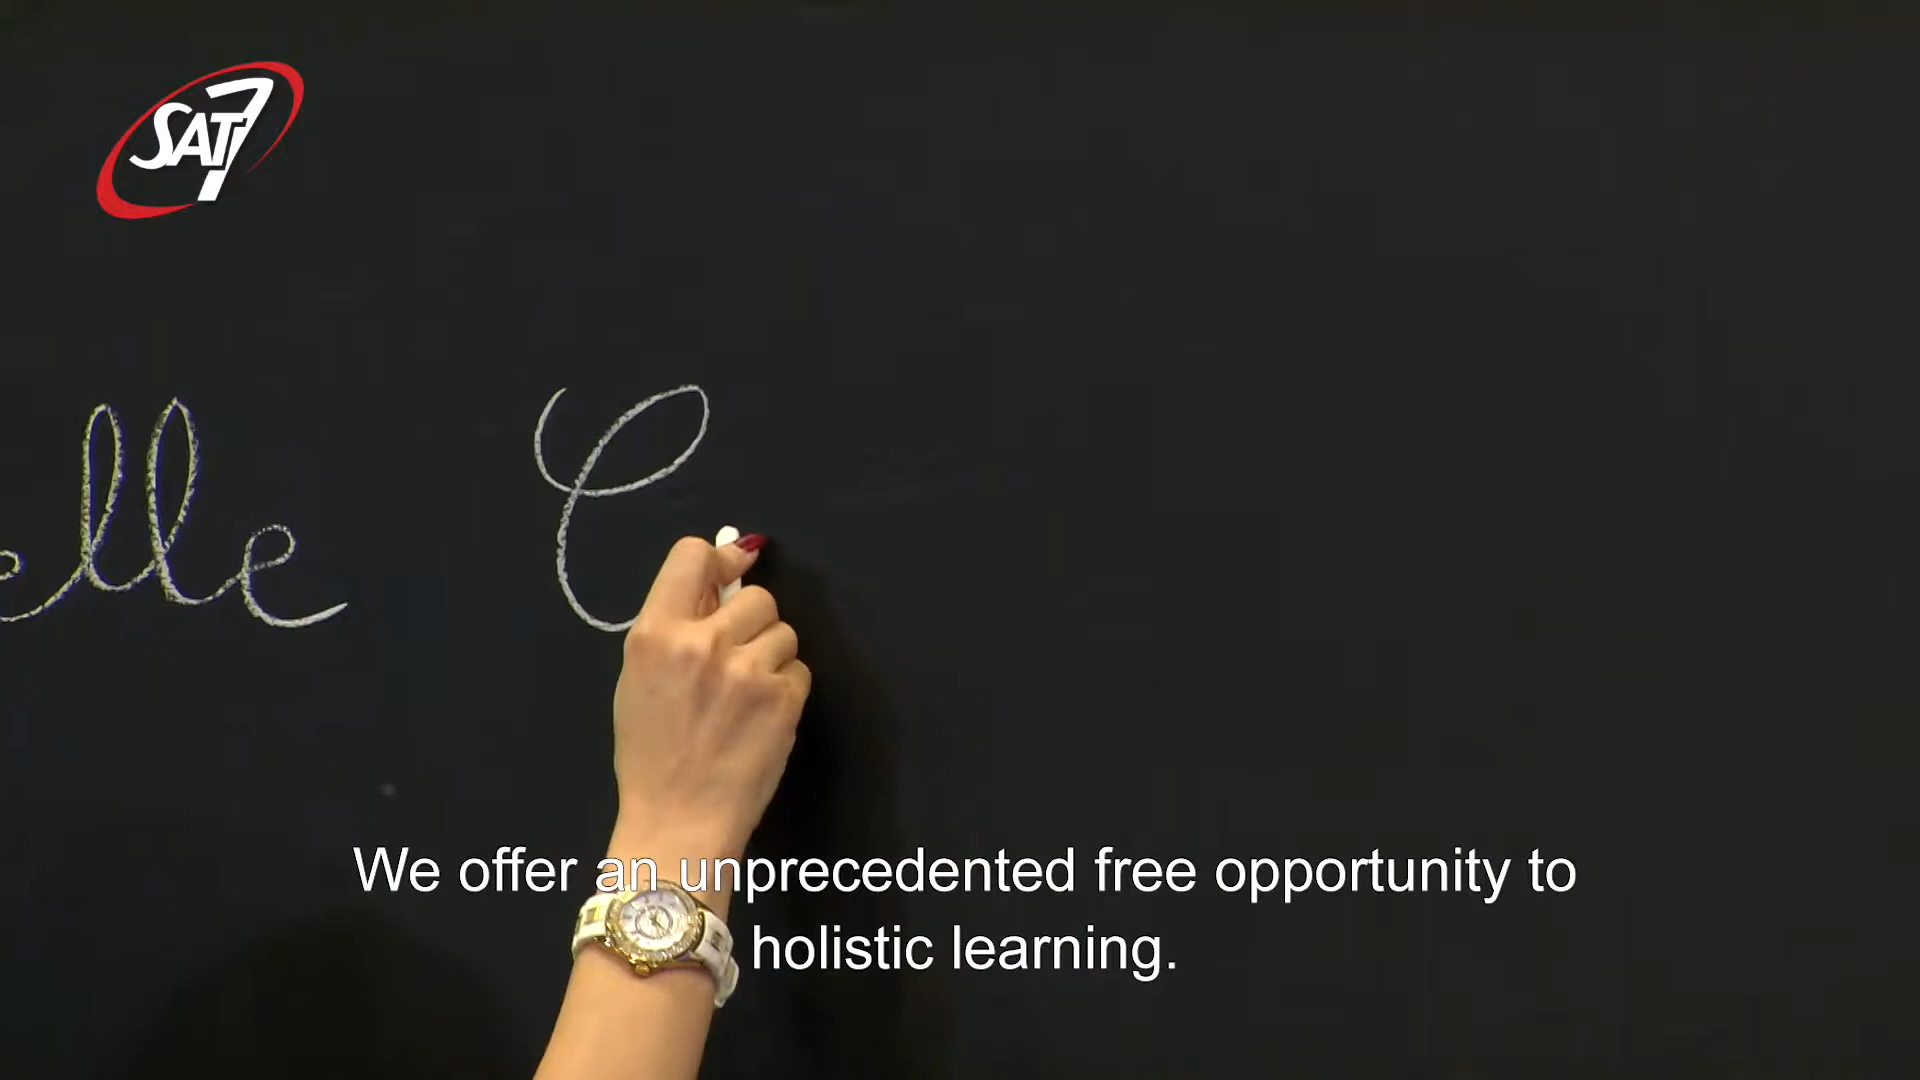 SAT7
elle C
We offer an unprecedented free opportunity to
holistic learning.